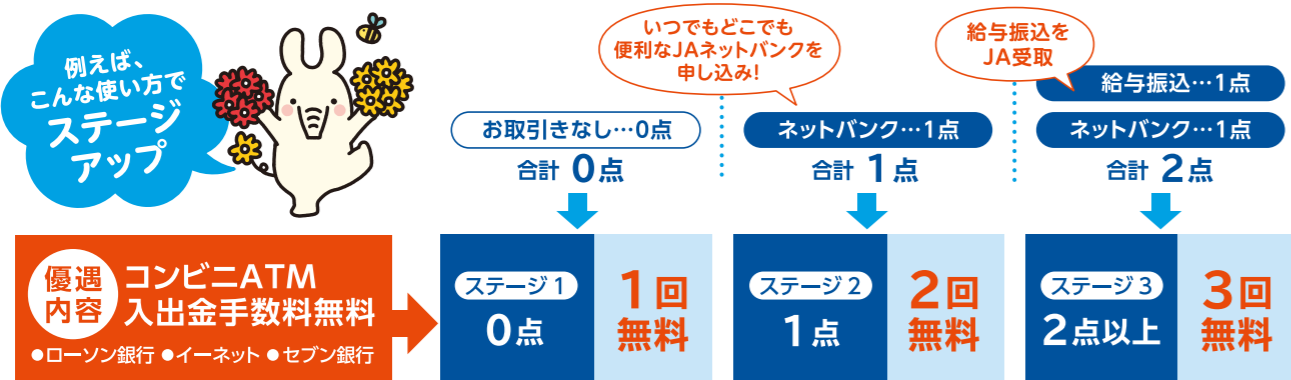 例えば、
こんな使い方で
ステージ
アップ
いつでもどこでも
便利なJAネットバンクを
申し込み!
給与振込を
JA受取
お取引きなし…0点
合計 0点
ネットバンク…1点
合計 1点
給与振込…1点
ネットバンク…1点
合計 2点
優遇
内容
コンビニATM
入出金手数料無料
●ローソン銀行 ●イーネット ●セブン銀行
ステージ1
0点
1回
無料
ステージ2
1点
2回
無料
ステージ3
2点以上
3回
無料